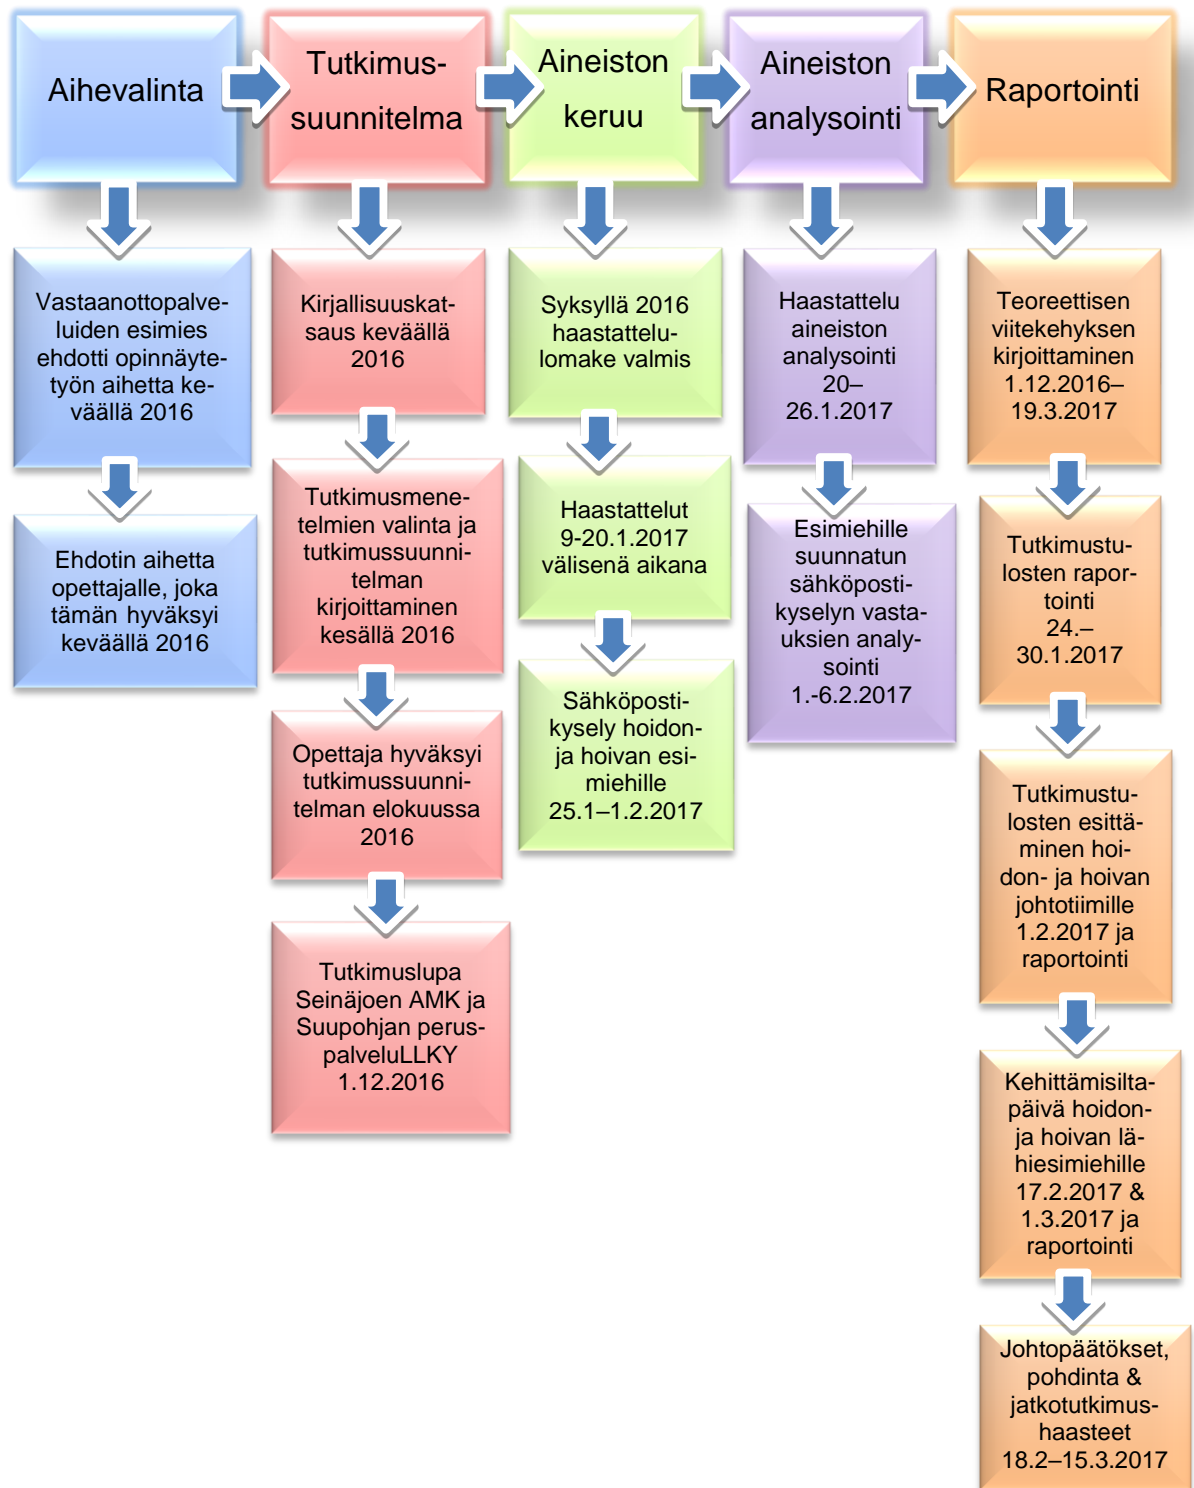 Aihevalinta
Tutkimus-
suunnitelma
Aineiston
keruu
Aineiston
analysointi
Raportointi
Vastaanottopalve-
luiden esimies
ehdotti opinnäyte-
työn aihetta ke-
väällä 2016
Ehdotin aihetta
opettajalle, joka
tämän hyväksyi
keväällä 2016
Kirjallisuuskat-
saus keväällä
2016
Tutkimusmene-
telmien valinta ja
tutkimussuunni-
telman
kirjoittaminen
kesällä 2016
Opettaja hyväksyi
tutkimussuunni-
telman elokuussa
2016
Tutkimuslupa
Seinäjoen AMK ja
Suupohjan perus-
palveluLLKY
1.12.2016
Syksyllä 2016
haastattelu-
lomake valmis
Haastattelut
9-20.1.2017
välisenä aikana
Sähköposti-
kysely hoidon-
ja hoivan esi-
miehille
25.1–1.2.2017
Haastattelu
aineiston
analysointi
20–
26.1.2017
Esimiehille
suunnatun
sähköposti-
kyselyn vasta-
uksien analy-
sointi
1.-6.2.2017
Teoreettisen
viitekehyksen
kirjoittaminen
1.12.2016–
19.3.2017
Tutkimustu-
losten rapor-
tointi
24.–
30.1.2017
Tutkimustu-
losten esittä-
minen hoi-
don- ja hoivan
johtotiimille
1.2.2017 ja
raportointi
Kehittämisilta-
päivä hoidon-
ja hoivan lä-
hiesimiehille
17.2.2017 &
1.3.2017 ja
raportointi
Johtopäätökset,
pohdinta &
jatkotutkimus-
haasteet
18.2–15.3.2017